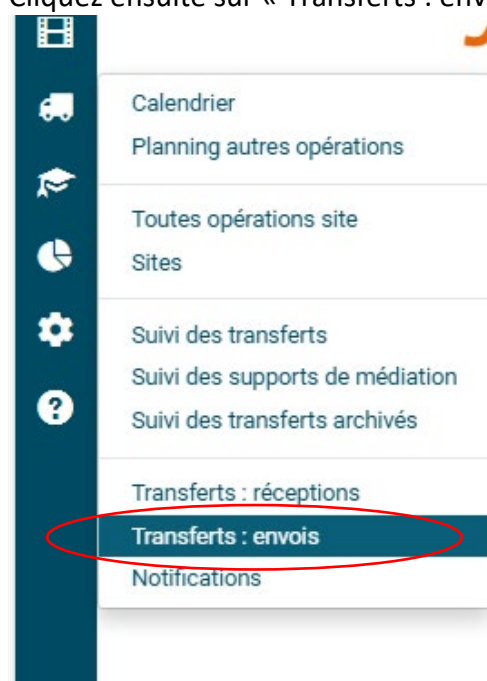 Cliquez ensuite sur « Transferts : env
Calendrier
Planning autres opérations
Toutes opérations site
Sites
Suivi des transferts
Suivi des supports de médiation
Suivi des transferts archivés
Transferts : réceptions
Transferts : envois
Notifications